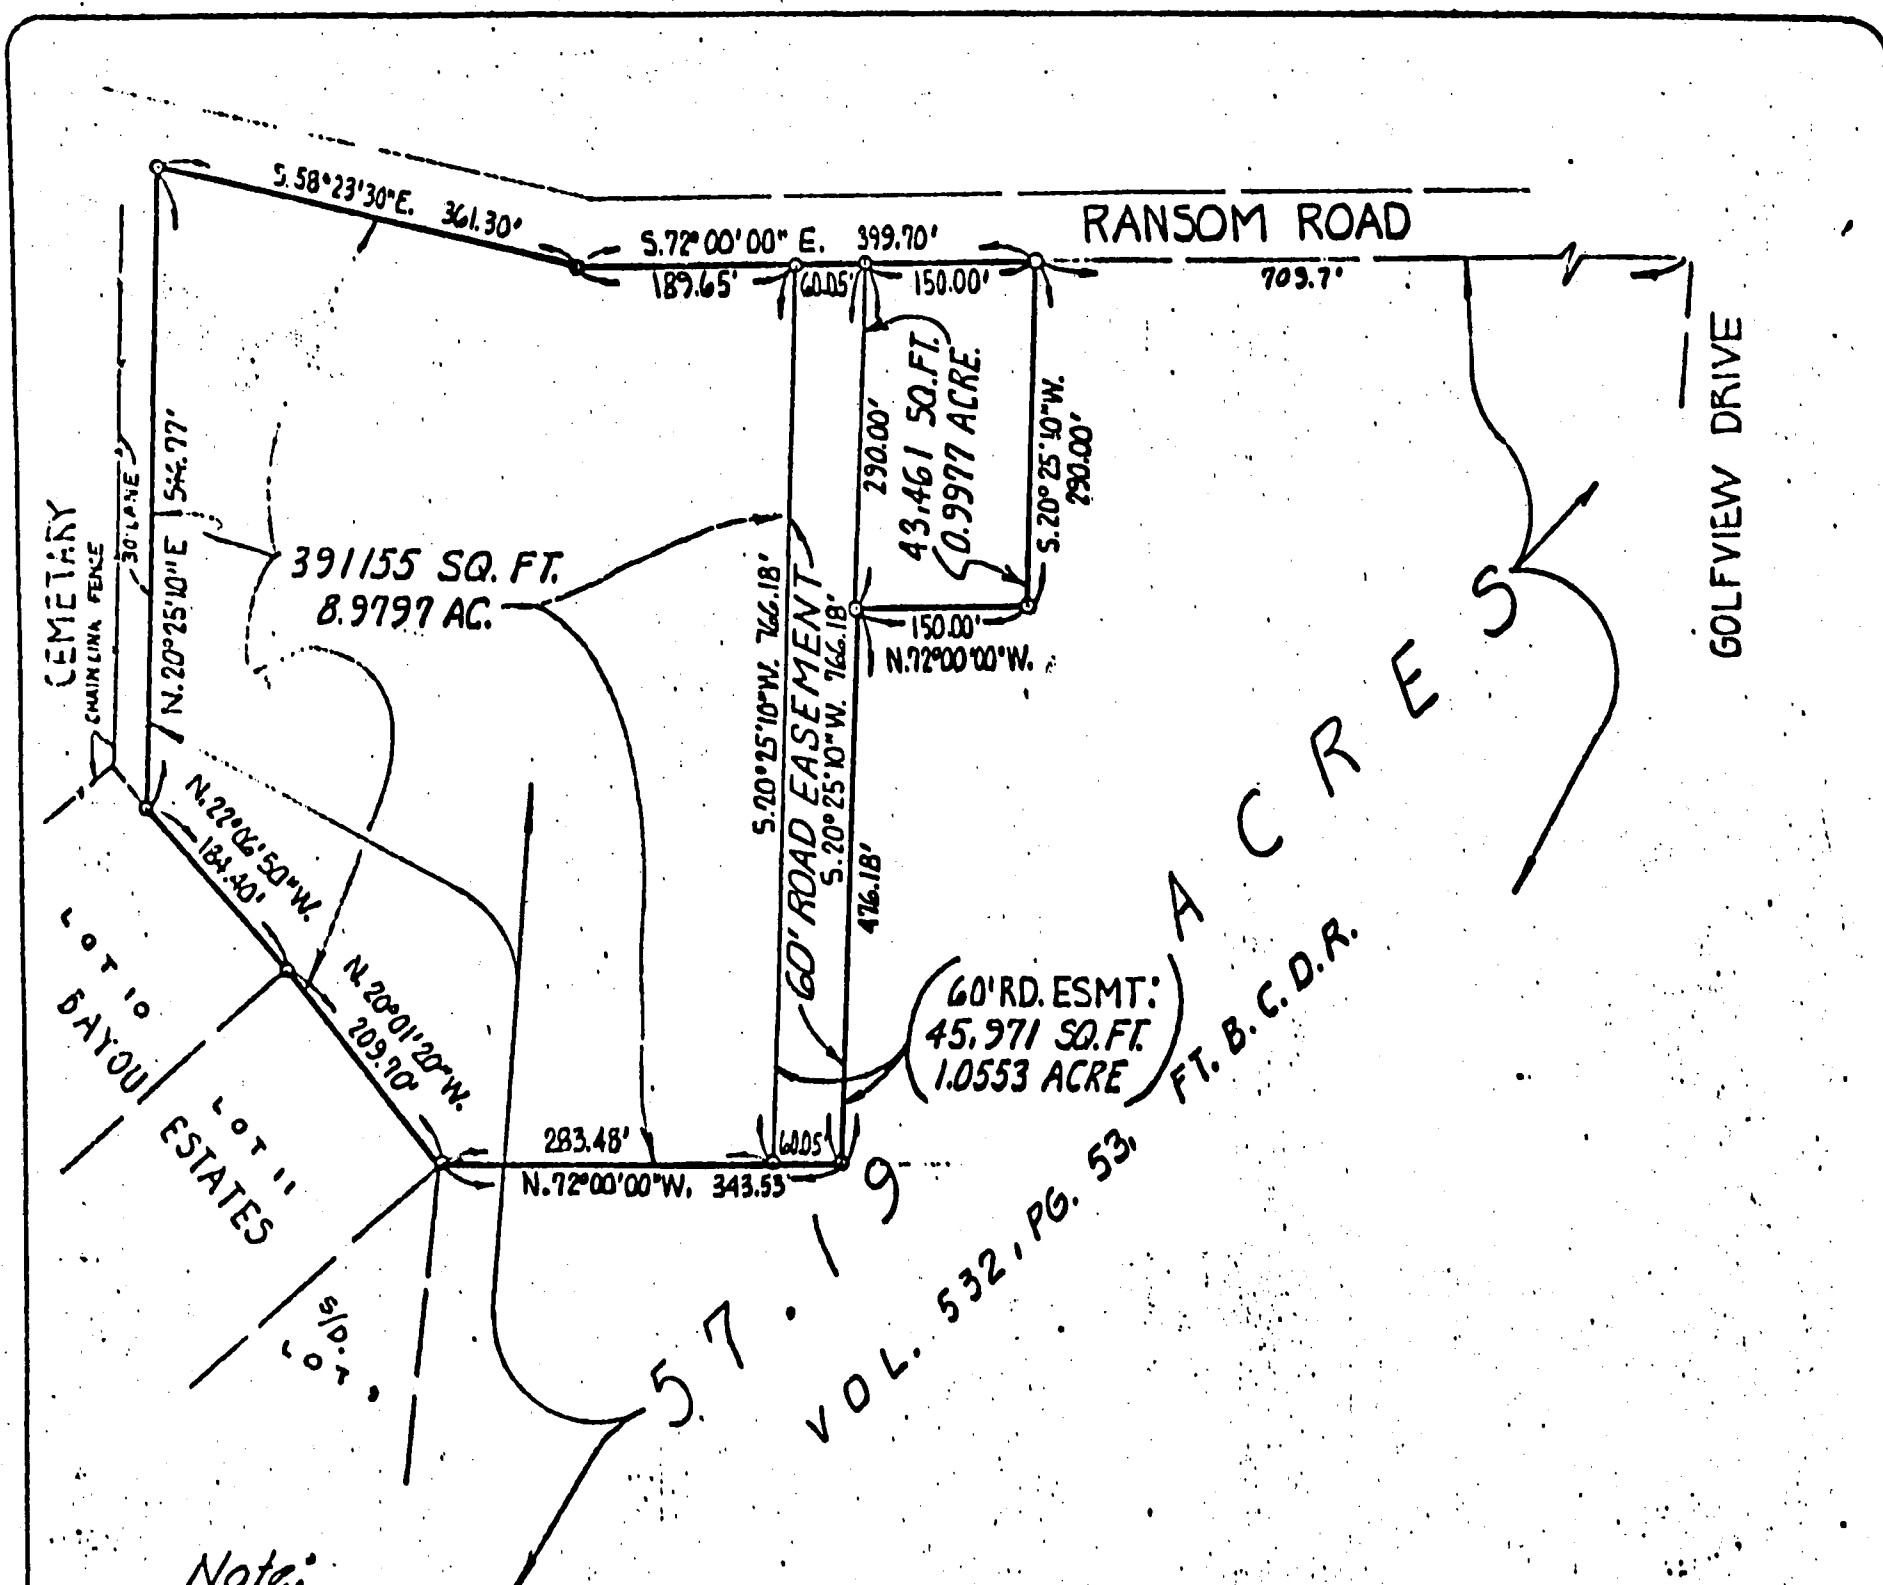 S.58°23'30"E. 361.30'
S.72°00'00" E. 399.70'
RANSOM ROAD
189.65'
60.05'
150.00'
709.7'
GOLFVIEW DRIVE
CEMETARY
CHAIN LINK FENCE
30' LANE
N.20°25'10"E
391155 SQ. FT.
8.9797 AC.
290.00'
43,461 SQ.FT.
0.9977 ACRE.
S.20°25'10"W.
290.00'
150.00'
N.72°00'00"W.
S.20°25'10"W. 766.18'
60' ROAD EASEMENT
S.20°25'10"W. 766.18'
476.18'
N.22°06'50"W.
184.40'
N.20°01'20"W.
209.70'
60' RD. ESMT:
45,971 SQ.FT.
1.0553 ACRE
283.48'
60.05'
N.72°00'00"W. 343.53'
LOT 10
BAYOU
LOT 11
ESTATES
S/D.
LOT 9
57.19 ACRES
VOL. 532, PG. 53, FT. B. C. D. R.
Note: